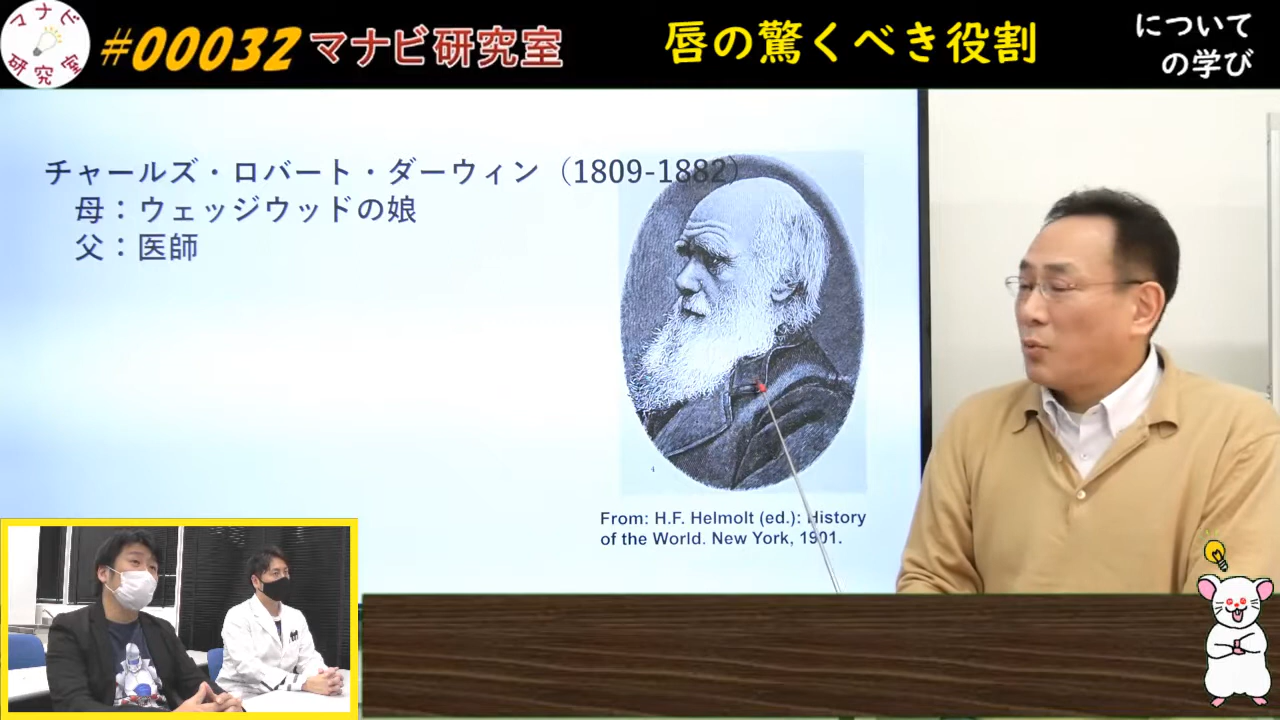 マナビ
研究室
#00032
マナビ研究室
唇の驚くべき役割
について
の学び
チャールズ・ロバート・ダーウィン（1809-1882）
母：ウェッジウッドの娘
父：医師
From: H.F. Helmolt (ed.): History
of the World. New York, 1901.